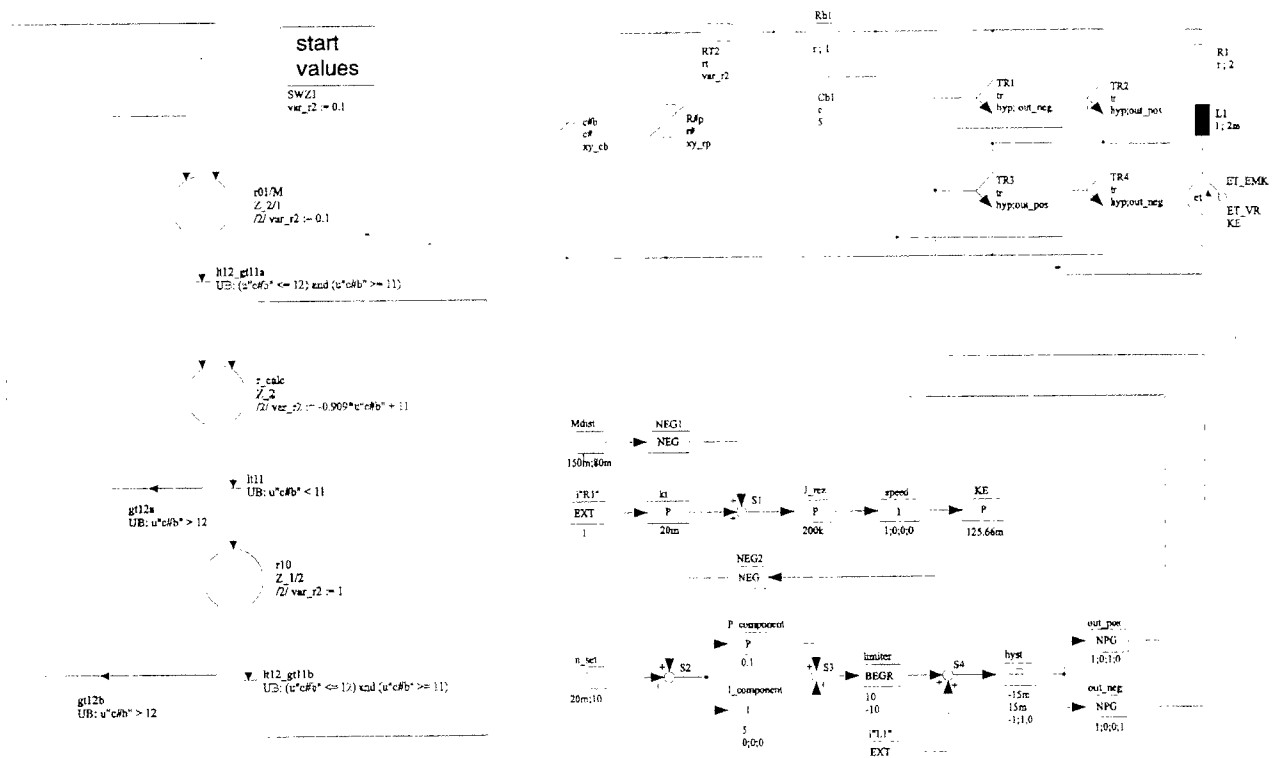 start
values
SWZ1
var_r2 := 0.1
r01/M
Z_2/1
/2/ var_r2 := 0.1
lt12_gt11a
UB: (u"c#b" <= 12) and (u"c#b" >= 11)
r_calc
Z_2
/2/ var_r2 := -0.909*u"c#b" + 11
lt11
UB: u"c#b" < 11
gt12a
UB: u"c#b" > 12
r10
Z_1/2
/2/ var_r2 := 1
lt12_gt11b
UB: (u"c#b" <= 12) and (u"c#b" >= 11)
gt12b
UB: u"c#b" > 12
Rb1
r ; 1
RT2
rt
var_r2
R1
r ; 2
Cb1
c
5
TR1
tr
hyp; out_neg
TR2
tr
hyp;out_pos
L1
1 ; 2m
c#b
c#
xy_cb
R#p
r#
xy_rp
TR3
tr
hyp;out_pos
TR4
tr
hyp;out_neg
et
ET_EMK
ET_VR
KE
Mdist
150m;80m
NEG1
NEG
i"R1"
EXT
1
kt
P
20m
S1
J_rez
P
200k
speed
I
1;0;0;0
KE
P
125.66m
NEG2
NEG
n_set
20m;10
S2
P_component
P
0.1
I_component
I
5
0;0;0
S3
limiter
BEGR
10
-10
S4
i"L1"
EXT
hyst
-15m
15m
-1;1;0
out_pos
NPG
1;0;1;0
out_neg
NPG
1;0;0;1